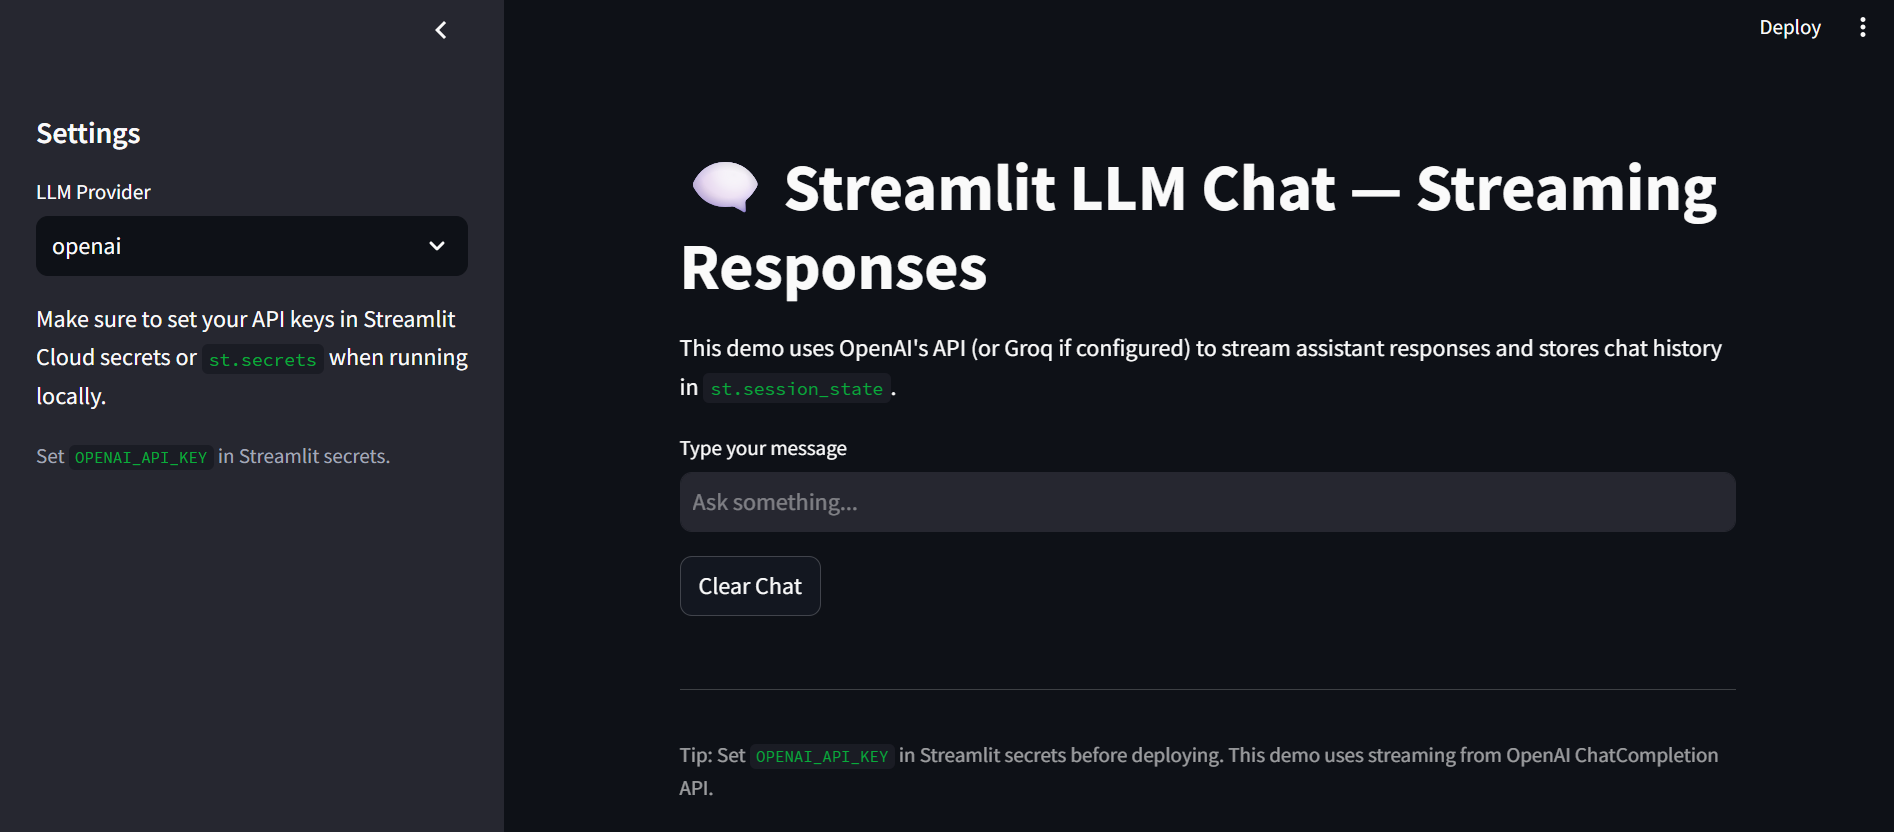 Deploy
Settings
LLM Provider
openai
Make sure to set your API keys in Streamlit
Cloud secrets or st.secrets when running
locally.
Set OPENAI_API_KEY in Streamlit secrets.
Streamlit LLM Chat — Streaming
Responses
This demo uses OpenAI's API (or Groq if configured) to stream assistant responses and stores chat history
in st.session_state.
Type your message
Ask something...
Clear Chat
Tip: Set OPENAI_API_KEY in Streamlit secrets before deploying. This demo uses streaming from OpenAI ChatCompletion
API.